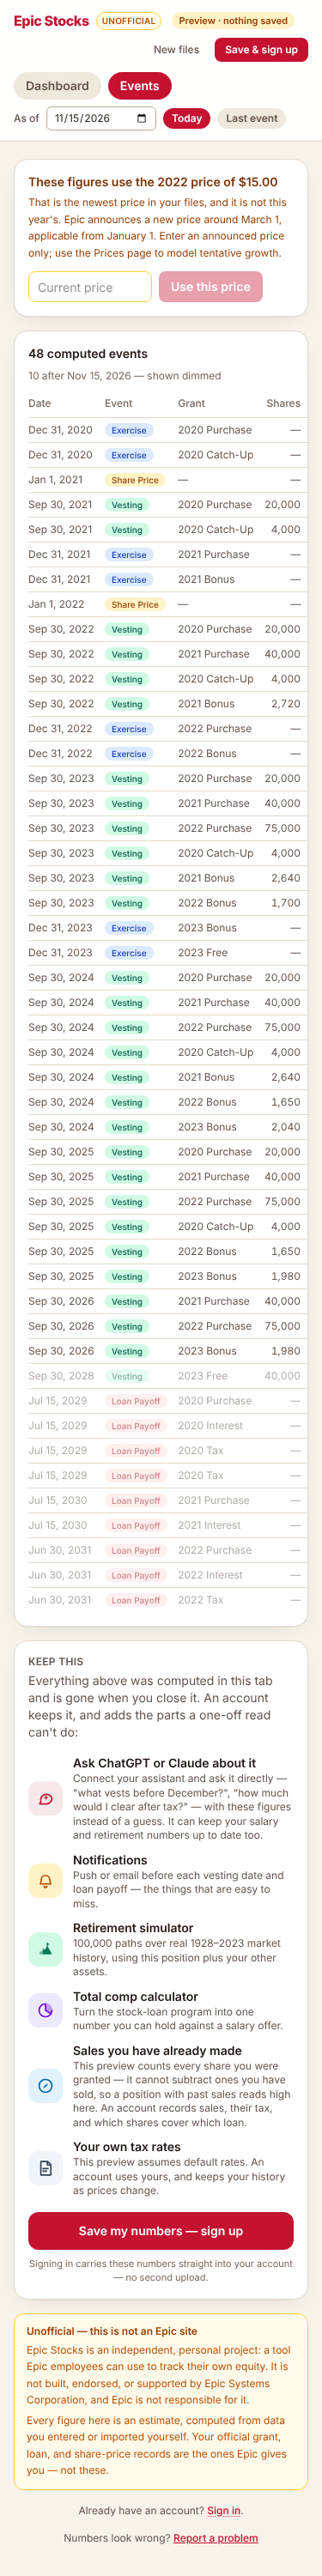 Epic Stocks UNOFFICIAL Preview · nothing saved
New files Save & sign up
Dashboard Events
As of 11/15/2026 Today Last event
These figures use the 2022 price of $15.00
That is the newest price in your files, and it is not this
year's. Epic announces a new price around March 1,
applicable from January 1. Enter an announced price
only; use the Prices page to model tentative growth.
Current price Use this price
48 computed events
10 after Nov 15, 2026 — shown dimmed
Date Event Grant Shares
Dec 31, 2020 Exercise 2020 Purchase —
Dec 31, 2020 Exercise 2020 Catch-Up —
Jan 1, 2021 Share Price — —
Sep 30, 2021 Vesting 2020 Purchase 20,000
Sep 30, 2021 Vesting 2020 Catch-Up 4,000
Dec 31, 2021 Exercise 2021 Purchase —
Dec 31, 2021 Exercise 2021 Bonus —
Jan 1, 2022 Share Price — —
Sep 30, 2022 Vesting 2020 Purchase 20,000
Sep 30, 2022 Vesting 2021 Purchase 40,000
Sep 30, 2022 Vesting 2020 Catch-Up 4,000
Sep 30, 2022 Vesting 2021 Bonus 2,720
Dec 31, 2022 Exercise 2022 Purchase —
Dec 31, 2022 Exercise 2022 Bonus —
Sep 30, 2023 Vesting 2020 Purchase 20,000
Sep 30, 2023 Vesting 2021 Purchase 40,000
Sep 30, 2023 Vesting 2022 Purchase 75,000
Sep 30, 2023 Vesting 2020 Catch-Up 4,000
Sep 30, 2023 Vesting 2021 Bonus 2,640
Sep 30, 2023 Vesting 2022 Bonus 1,700
Dec 31, 2023 Exercise 2023 Bonus —
Dec 31, 2023 Exercise 2023 Free —
Sep 30, 2024 Vesting 2020 Purchase 20,000
Sep 30, 2024 Vesting 2021 Purchase 40,000
Sep 30, 2024 Vesting 2022 Purchase 75,000
Sep 30, 2024 Vesting 2020 Catch-Up 4,000
Sep 30, 2024 Vesting 2021 Bonus 2,640
Sep 30, 2024 Vesting 2022 Bonus 1,650
Sep 30, 2024 Vesting 2023 Bonus 2,040
Sep 30, 2025 Vesting 2020 Purchase 20,000
Sep 30, 2025 Vesting 2021 Purchase 40,000
Sep 30, 2025 Vesting 2022 Purchase 75,000
Sep 30, 2025 Vesting 2020 Catch-Up 4,000
Sep 30, 2025 Vesting 2022 Bonus 1,650
Sep 30, 2025 Vesting 2023 Bonus 1,980
Sep 30, 2026 Vesting 2021 Purchase 40,000
Sep 30, 2026 Vesting 2022 Purchase 75,000
Sep 30, 2026 Vesting 2023 Bonus 1,980
Sep 30, 2028 Vesting 2023 Free 40,000
Jul 15, 2029 Loan Payoff 2020 Purchase —
Jul 15, 2029 Loan Payoff 2020 Interest —
Jul 15, 2029 Loan Payoff 2020 Tax —
Jul 15, 2029 Loan Payoff 2020 Tax —
Jul 15, 2030 Loan Payoff 2021 Purchase —
Jul 15, 2030 Loan Payoff 2021 Interest —
Jun 30, 2031 Loan Payoff 2022 Purchase —
Jun 30, 2031 Loan Payoff 2022 Interest —
Jun 30, 2031 Loan Payoff 2022 Tax —
KEEP THIS
Everything above was computed in this tab
and is gone when you close it. An account
keeps it, and adds the parts a one-off read
can't do:
Ask ChatGPT or Claude about it
Connect your assistant and ask it directly —
"what vests before December?", "how much
would I clear after tax?" — with these figures
instead of a guess. It can keep your salary
and retirement numbers up to date too.
Notifications
Push or email before each vesting date and
loan payoff — the things that are easy to
miss.
Retirement simulator
100,000 paths over real 1928–2023 market
history, using this position plus your other
assets.
Total comp calculator
Turn the stock-loan program into one
number you can hold against a salary offer.
Sales you have already made
This preview counts every share you were
granted — it cannot subtract ones you have
sold, so a position with past sales reads high
here. An account records sales, their tax,
and which shares cover which loan.
Your own tax rates
This preview assumes default rates. An
account uses yours, and keeps your history
as prices change.
Save my numbers — sign up
Signing in carries these numbers straight into your account
— no second upload.
Unofficial — this is not an Epic site
Epic Stocks is an independent, personal project: a tool
Epic employees can use to track their own equity. It is
not built, endorsed, or supported by Epic Systems
Corporation, and Epic is not responsible for it.
Every figure here is an estimate, computed from data
you entered or imported yourself. Your official grant,
loan, and share-price records are the ones Epic gives
you — not these.
Already have an account? Sign in.
Numbers look wrong? Report a problem